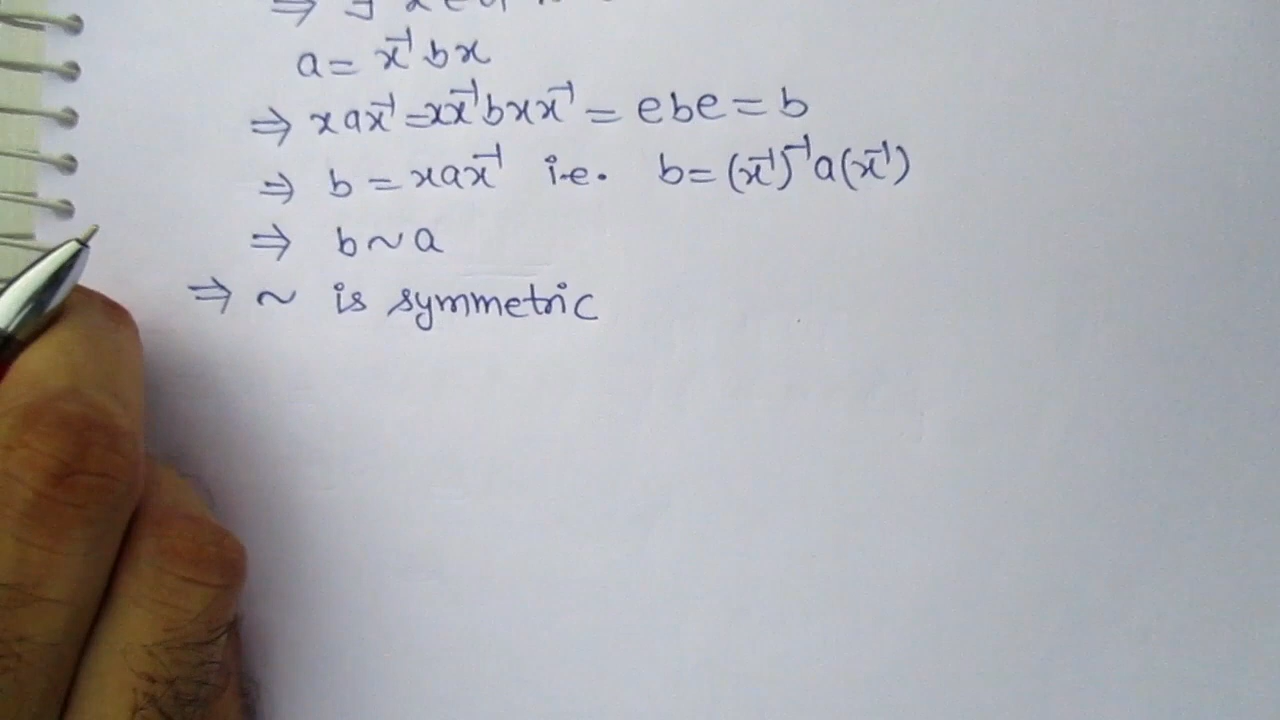 ⇒ ∃
a = x⁻¹bx
⇒ xax⁻¹ = xx⁻¹bxx⁻¹ = ebe = b
⇒ b = xax⁻¹ i.e. b = (x⁻¹)⁻¹a(x⁻¹)
⇒ b ~ a
⇒ ~ is symmetric